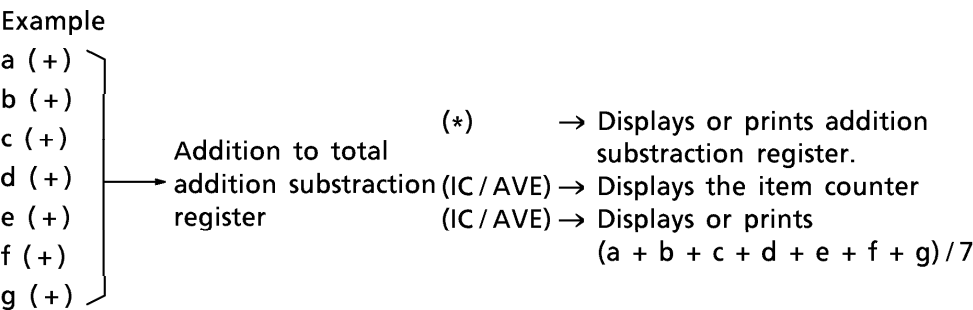 Example
a (+)
b (+)
c (+)
d (+)
e (+)
f (+)
g (+)
Addition to total
addition substraction
register
(*) → Displays or prints addition
substraction register.
(IC/AVE) → Displays the item counter
(IC/AVE) → Displays or prints
(a + b + c + d + e + f + g)/7